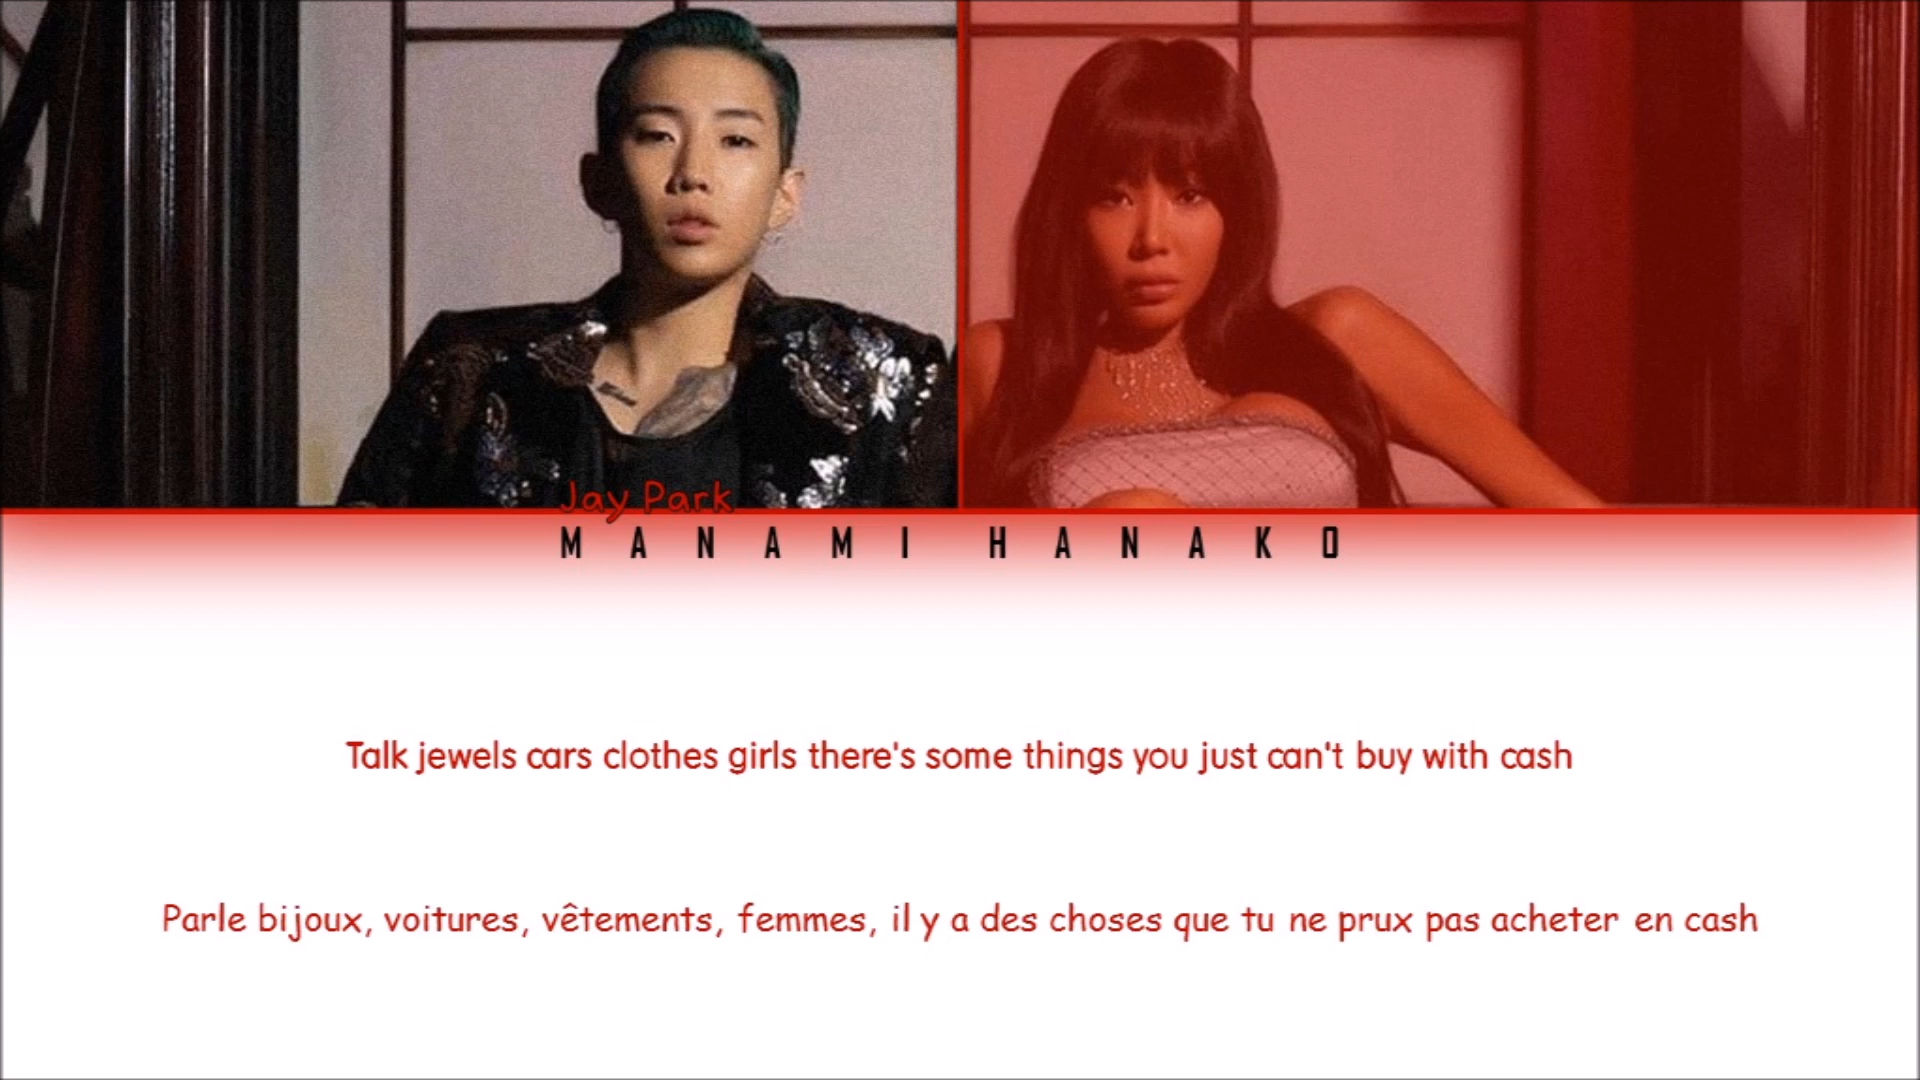 Jay Park
MANAMI HANAKO
Talk jewels cars clothes girls there's some things you just can't buy with cash
Parle bijoux, voitures, vêtements, femmes, il y a des choses que tu ne prux pas acheter en cash